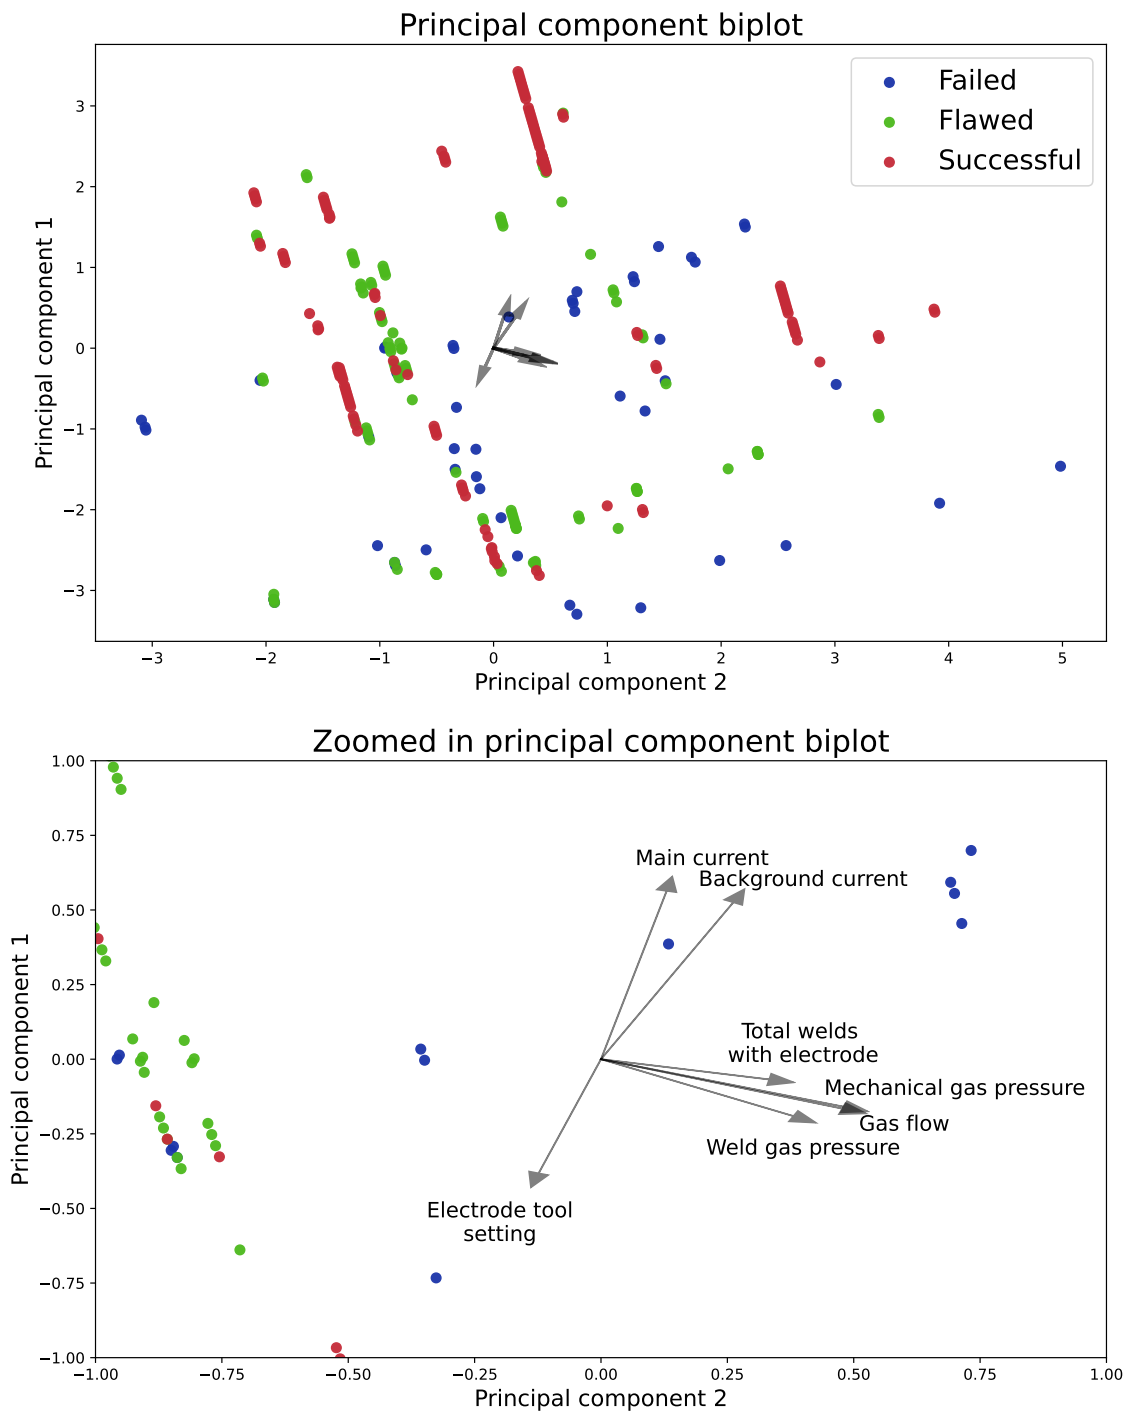 Principal component biplot
Failed
Flawed
Successful
3
2
1
0
−1
−2
−3
Principal component 1
−3
−2
−1
0
1
2
3
4
5
Principal component 2
Zoomed in principal component biplot
1.00
0.75
0.50
0.25
0.00
−0.25
−0.50
−0.75
−1.00
Principal component 1
Main current
Background current
Total welds
with electrode
Mechanical gas pressure
Gas flow
Weld gas pressure
Electrode tool
setting
−1.00
−0.75
−0.50
−0.25
0.00
0.25
0.50
0.75
1.00
Principal component 2